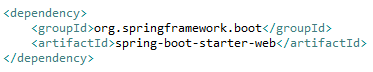 <dependency>
    <groupId>org.springframework.boot</groupId>
    <artifactId>spring-boot-starter-web</artifactId>
</dependency>